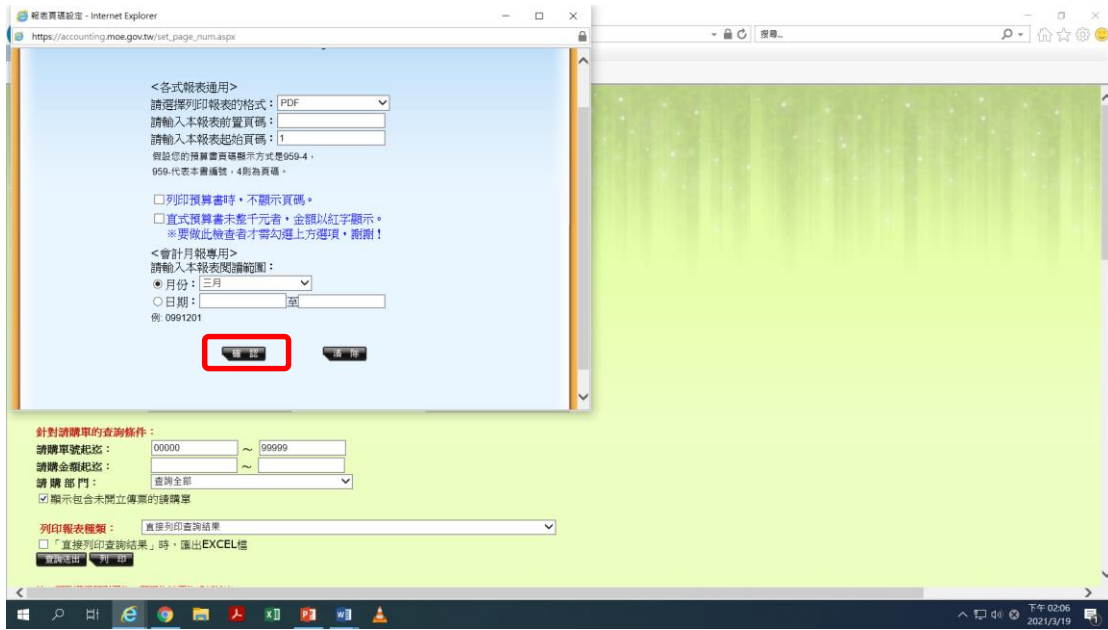 報表頁碼設定 - Internet Explorer
https://accounting.moe.gov.tw/set_page_num.aspx
搜尋...
<各式報表通用>
請選擇列印報表的格式：PDF
請輸入本報表前置頁碼：
請輸入本報表起始頁碼：1
假設您的預算書頁碼顯示方式是959-4，
959-代表本書編號，4則為頁碼。
列印預算書時，不顯示頁碼。
直式預算書未整千元者，金額以紅字顯示。
※要做此檢查者才需勾選上方選項，謝謝！
<會計月報專用>
請輸入本報表閱讀範圍：
月份：三月
日期：至
例: 0991201
確 認 清 除
針對請購單的查詢條件：
請購單號起迄：00000 ～ 99999
請購金額起迄：～
請 購 部 門：查詢全部
顯示包含未開立傳票的請購單
列印報表種類：直接列印查詢結果
「直接列印查詢結果」時，匯出EXCEL檔
查詢送出 列 印
下午 02:06
2021/3/19